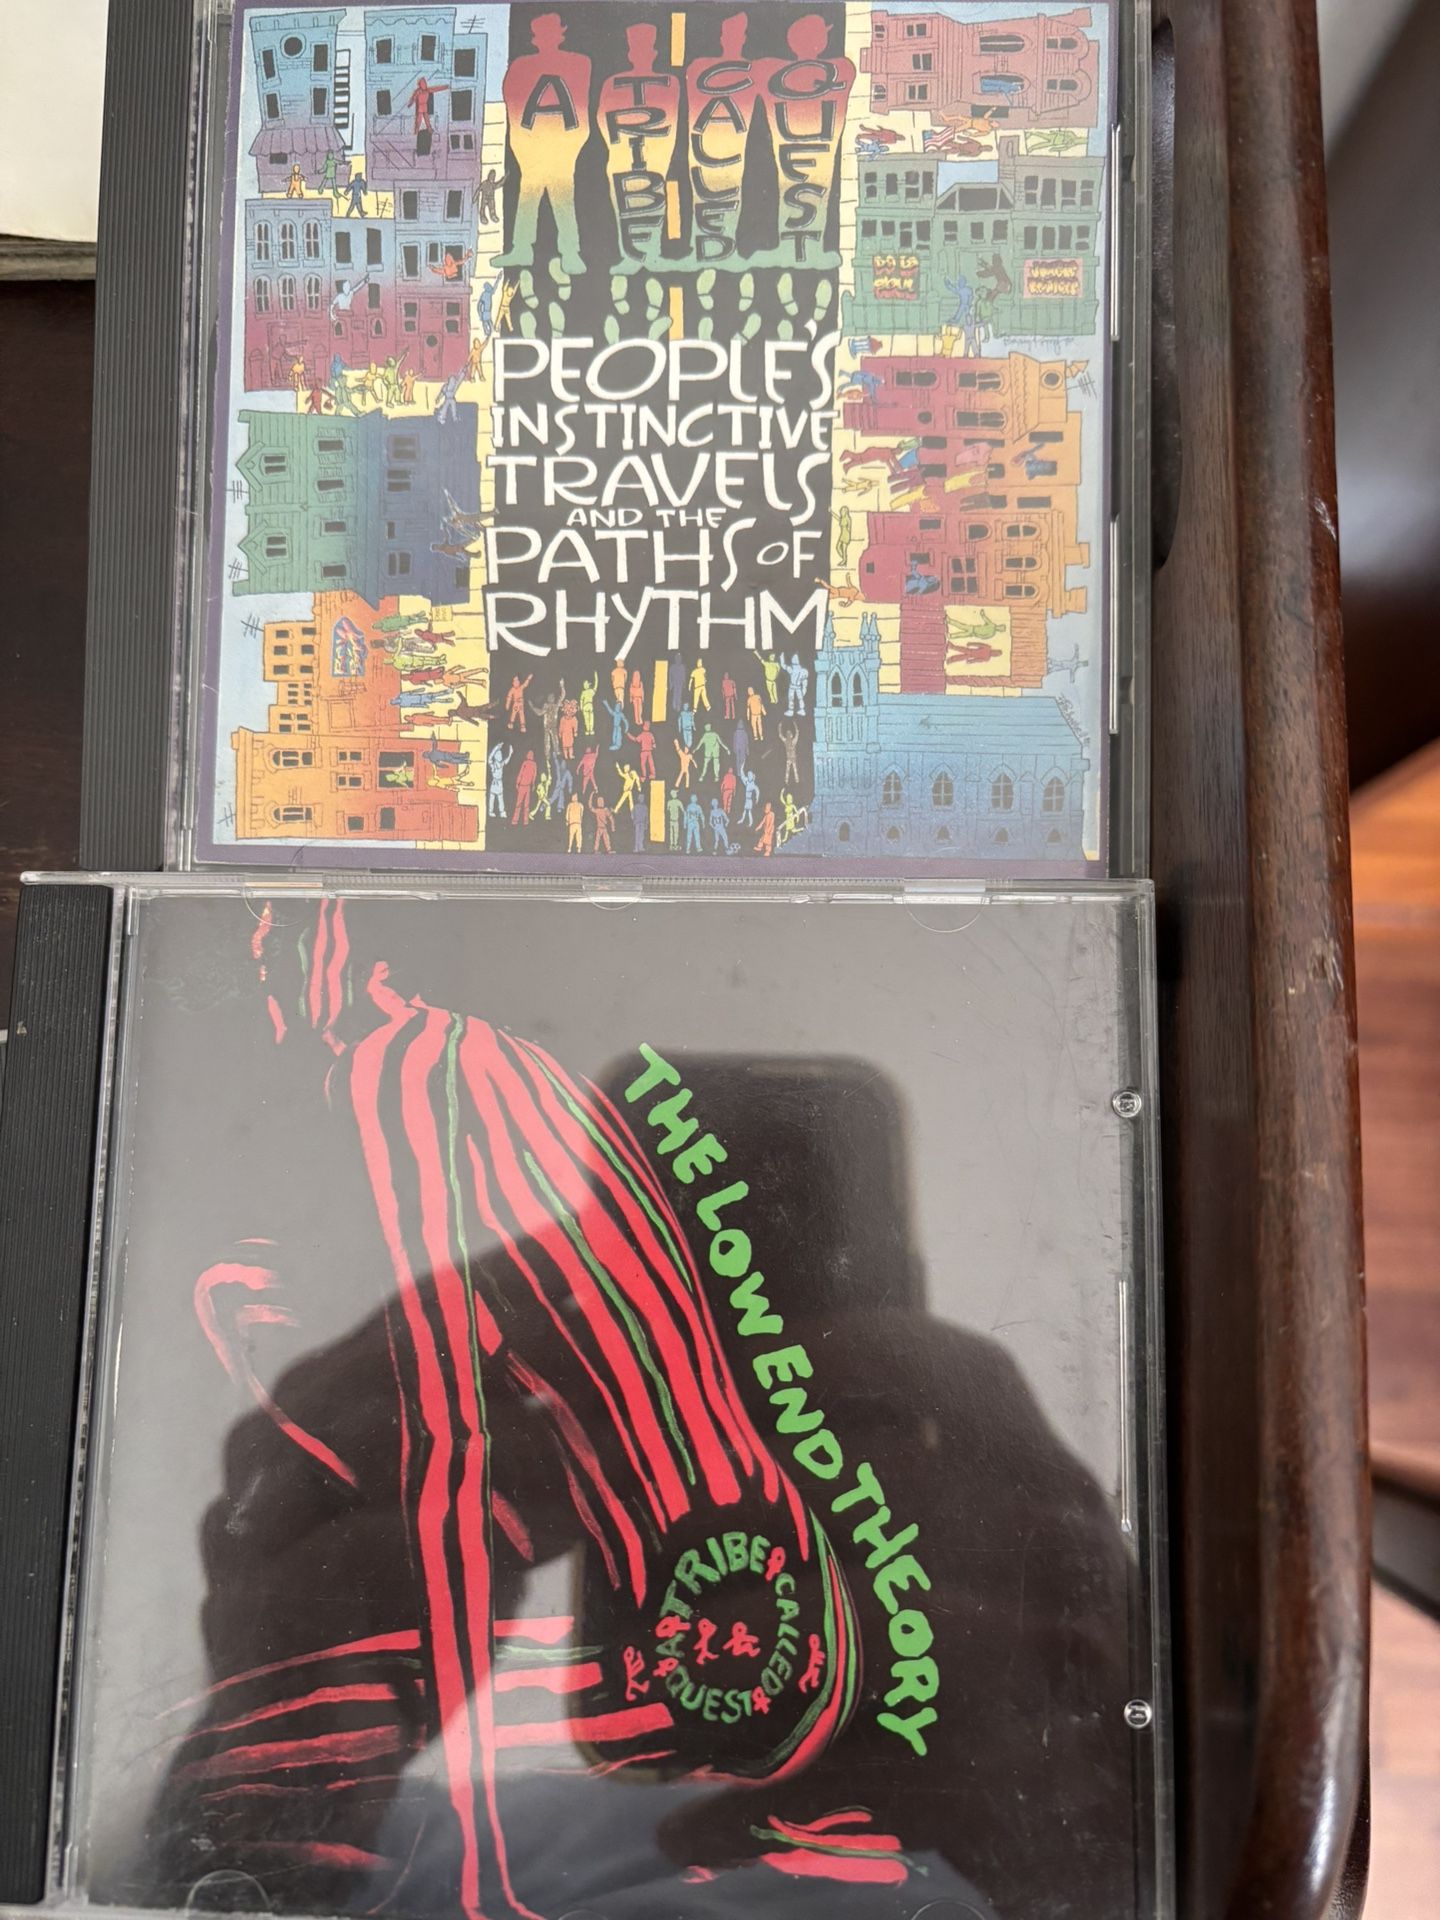 A TRIBE CALLED QUEST
PEOPLE'S
INSTINCTIVE
TRAVELS
AND THE
PATHS OF
RHYTHM
THE LOW END THEORY
A TRIBE CALLED QUEST